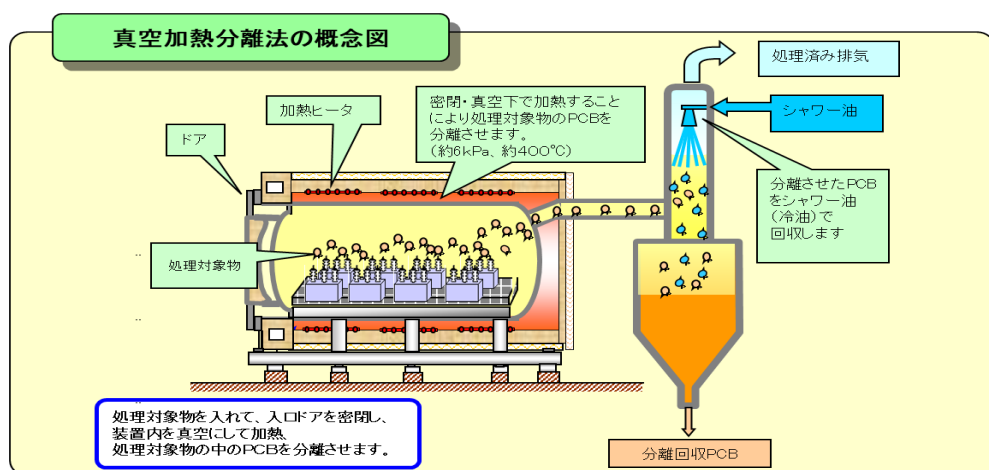 真空加熱分離法の概念図
処理済み排気
加熱ヒータ
密閉・真空下で加熱すること
により処理対象物のPCBを
分離させます。
(約6kPa、約400℃)
シャワー油
ドア
分離させたPCB
をシャワー油
(冷油)で
回収します
処理対象物
処理対象物を入れて、入口ドアを密閉し、
装置内を真空にして加熱、
処理対象物の中のPCBを分離させます。
分離回収PCB